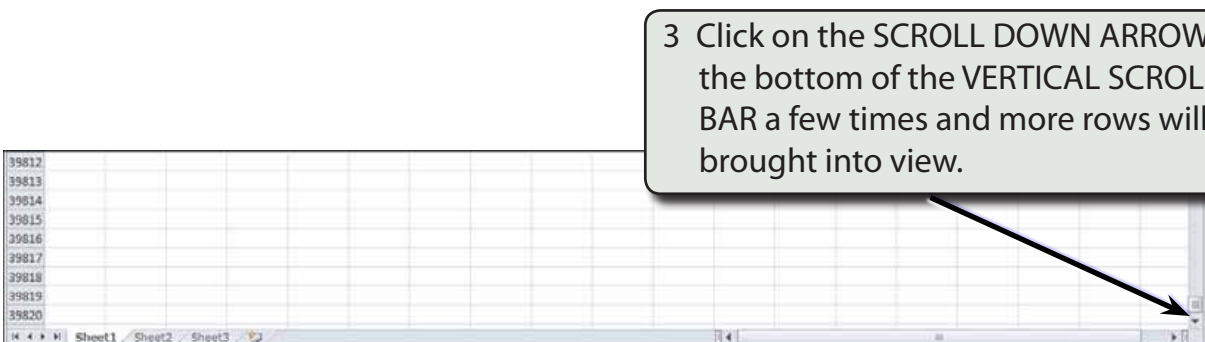 3 Click on the SCROLL DOWN ARROW
the bottom of the VERTICAL SCROL
BAR a few times and more rows will
brought into view.
39812
39813
39814
39815
39816
39817
39818
39819
39820
Sheet1 Sheet2 Sheet3